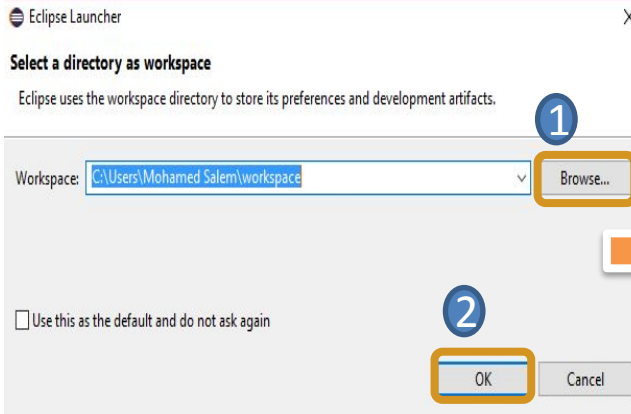 Eclipse Launcher
X
Select a directory as workspace
Eclipse uses the workspace directory to store its preferences and development artifacts.
1
Workspace: C:\Users\Mohamed Salem\workspace Browse...
Use this as the default and do not ask again
2
OK Cancel